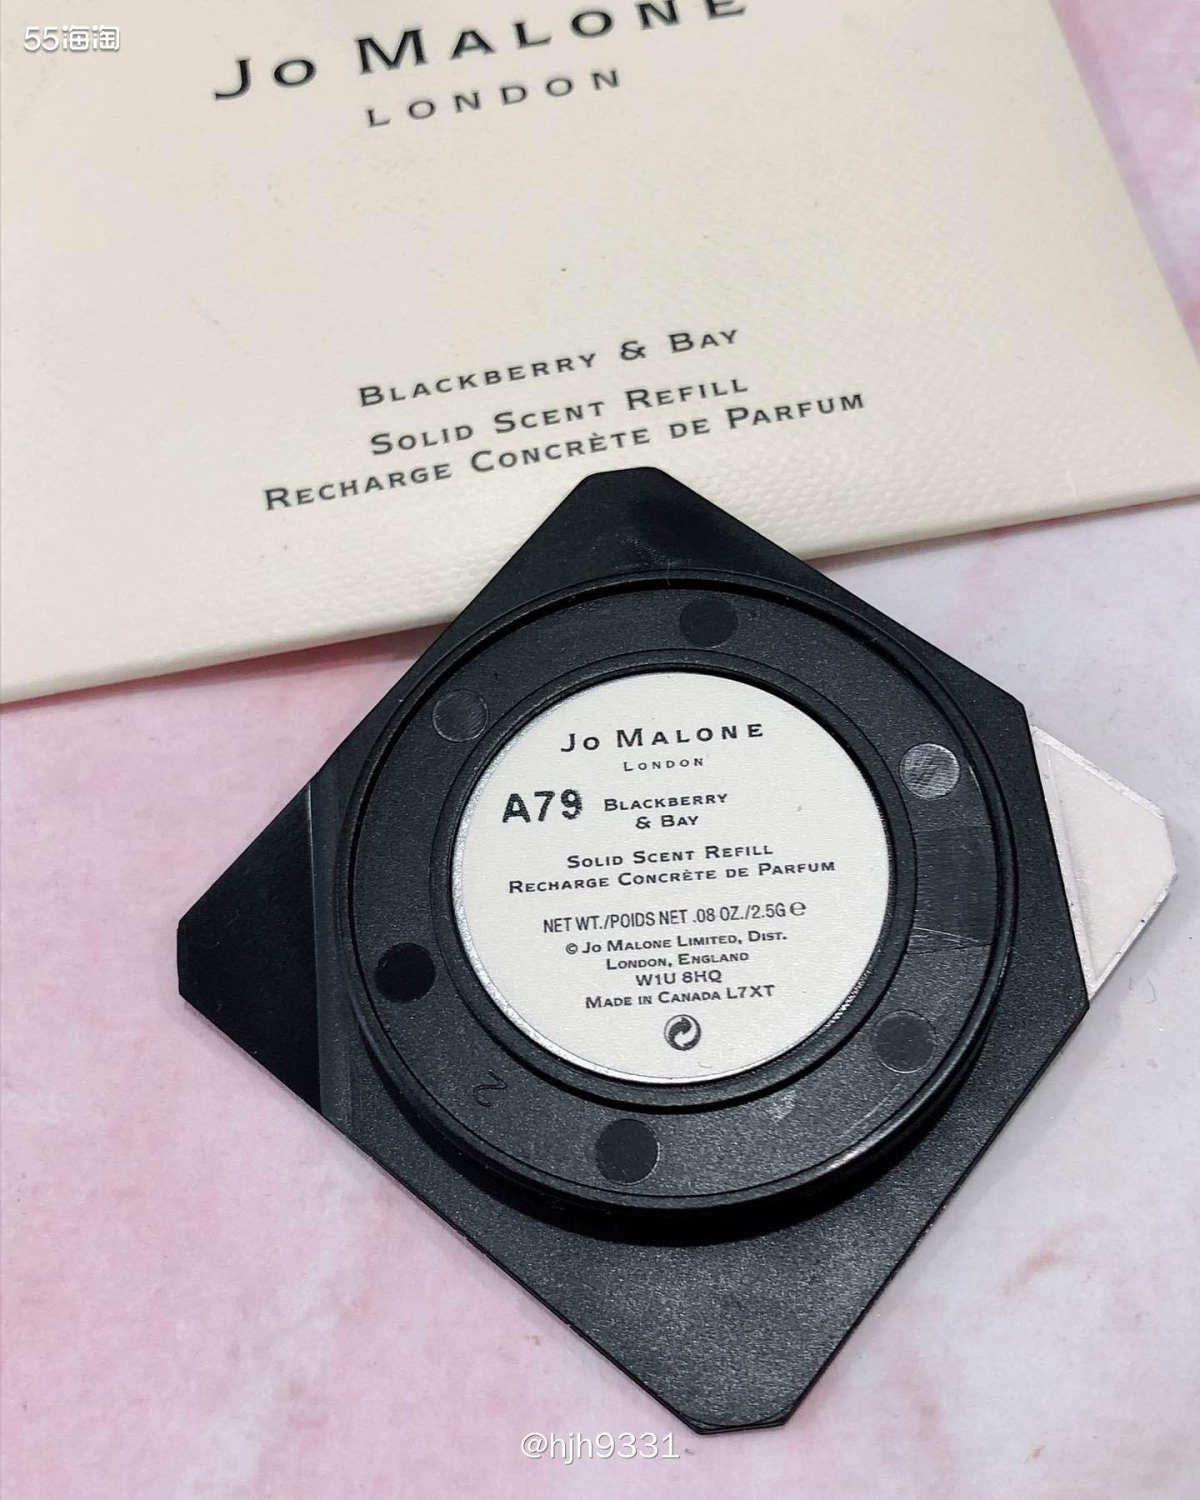 55海淘
JO MALONE
LONDON
BLACKBERRY & BAY
SOLID SCENT REFILL
RECHARGE CONCRÈTE DE PARFUM
JO MALONE
LONDON
A79 BLACKBERRY
& BAY
SOLID SCENT REFILL
RECHARGE CONCRÈTE DE PARFUM
NET WT./POIDS NET .08 OZ./2.5G ℮
© JO MALONE LIMITED, DIST.
LONDON, ENGLAND
W1U 8HQ
MADE IN CANADA L7XT
2
@hjh9331